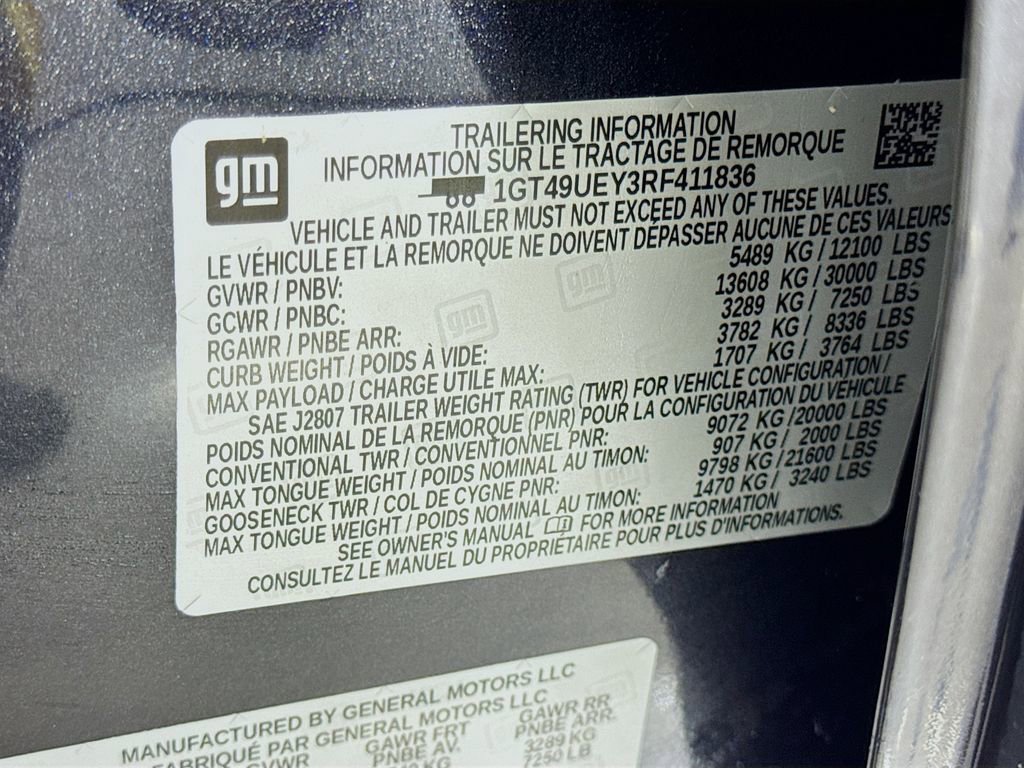 gm
TRAILERING INFORMATION
INFORMATION SUR LE TRACTAGE DE REMORQUE
1GT49UEY3RF411836
VEHICLE AND TRAILER MUST NOT EXCEED ANY OF THESE VALUES.
LE VÉHICULE ET LA REMORQUE NE DOIVENT DÉPASSER AUCUNE DE CES VALEURS
GVWR / PNBV: 5489 KG / 12100 LBS
GCWR / PNBC: 13608 KG / 30000 LBS
RGAWR / PNBE ARR: 3289 KG / 7250 LBS
CURB WEIGHT / POIDS À VIDE: 3782 KG / 8336 LBS
MAX PAYLOAD / CHARGE UTILE MAX: 1707 KG / 3764 LBS
SAE J2807 TRAILER WEIGHT RATING (TWR) FOR VEHICLE CONFIGURATION /
POIDS NOMINAL DE LA REMORQUE (PNR) POUR LA CONFIGURATION DU VÉHICULE
CONVENTIONAL TWR / CONVENTIONNEL PNR: 9072 KG / 20000 LBS
MAX TONGUE WEIGHT / POIDS NOMINAL AU TIMON: 907 KG / 2000 LBS
GOOSENECK TWR / COL DE CYGNE PNR: 9798 KG / 21600 LBS
MAX TONGUE WEIGHT / POIDS NOMINAL AU TIMON: 1470 KG / 3240 LBS
SEE OWNER'S MANUAL FOR MORE INFORMATION
CONSULTEZ LE MANUEL DU PROPRIÉTAIRE POUR PLUS D'INFORMATIONS.
MANUFACTURED BY GENERAL MOTORS LLC
FABRIQUÉ PAR GENERAL MOTORS LLC
GVWR GAWR FRT GAWR RR
PNBE AV. PNBE ARR.
KG 3289 KG
7250 LB